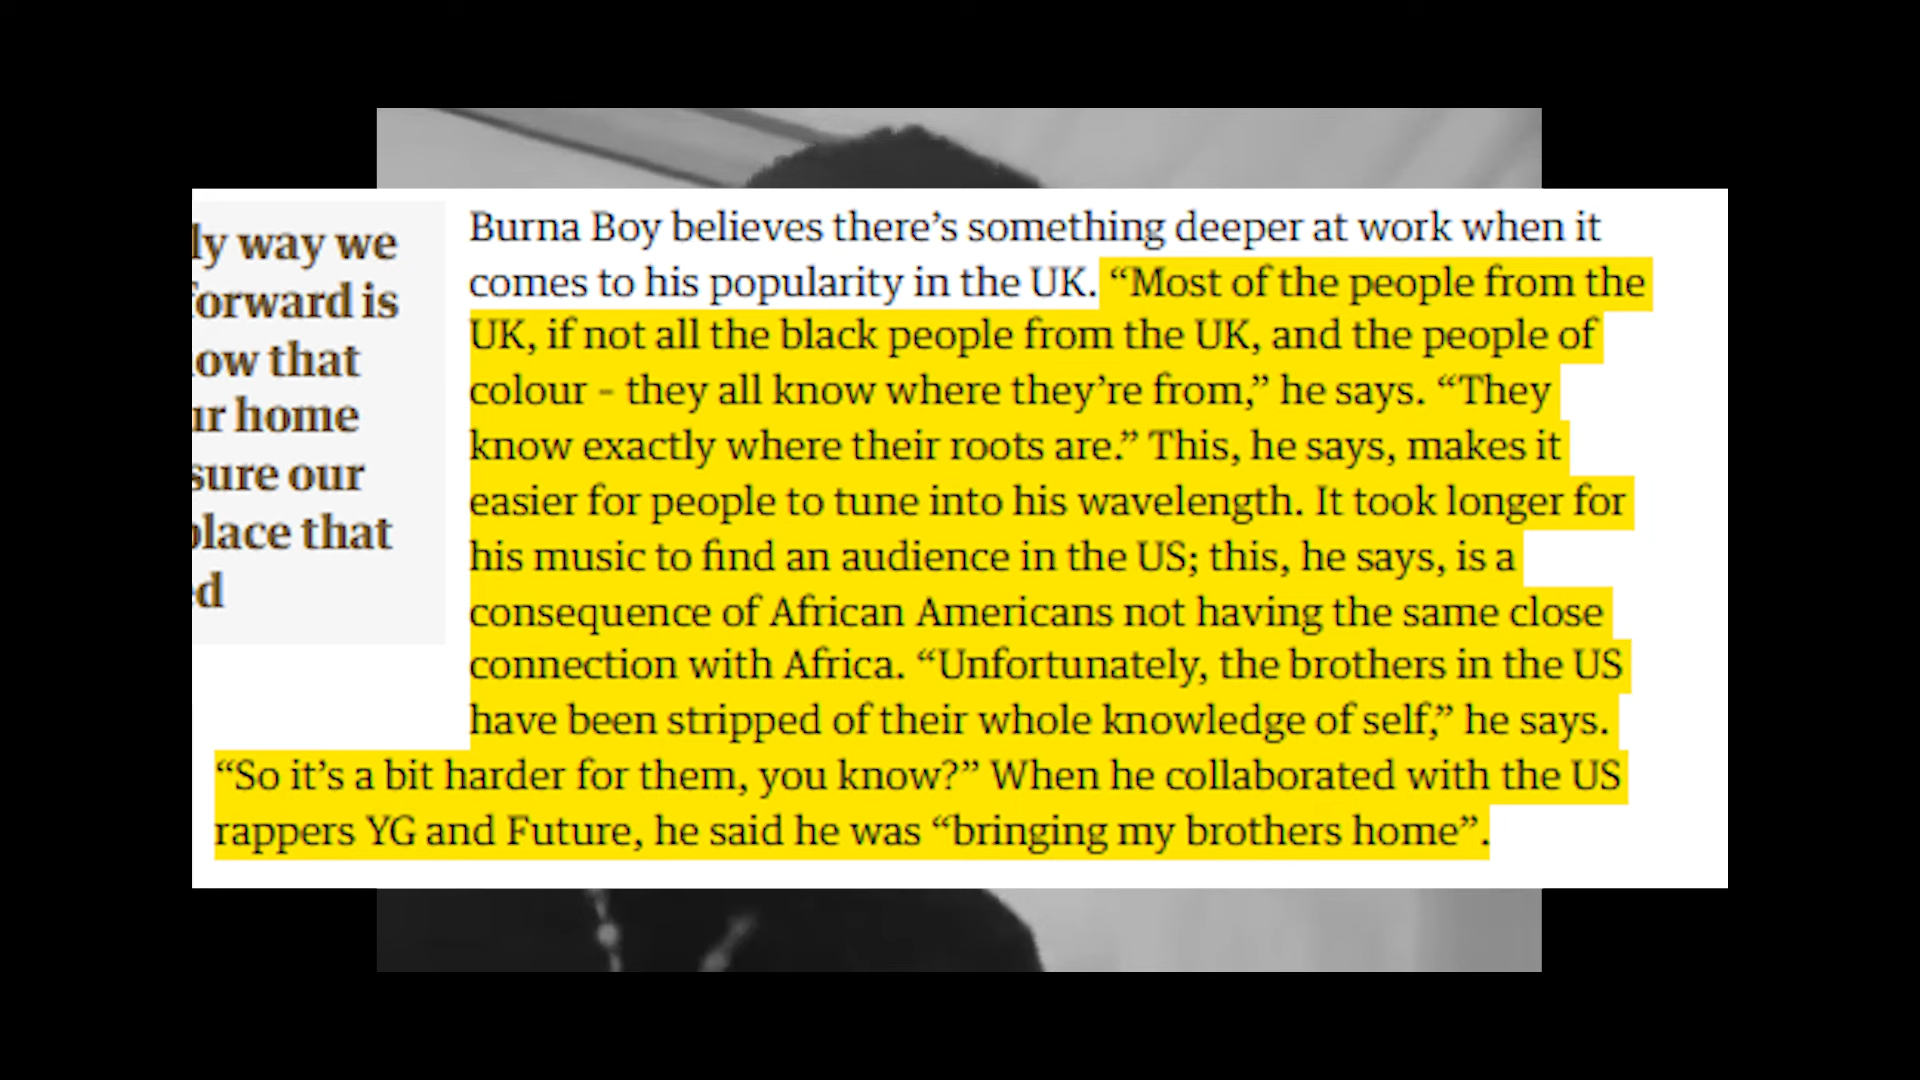 ly way we
forward is
ow that
ur home
sure our
place that
ed
Burna Boy believes there’s something deeper at work when it
comes to his popularity in the UK. “Most of the people from the
UK, if not all the black people from the UK, and the people of
colour - they all know where they’re from,” he says. “They
know exactly where their roots are.” This, he says, makes it
easier for people to tune into his wavelength. It took longer for
his music to find an audience in the US; this, he says, is a
consequence of African Americans not having the same close
connection with Africa. “Unfortunately, the brothers in the US
have been stripped of their whole knowledge of self,” he says.
“So it’s a bit harder for them, you know?” When he collaborated with the US
rappers YG and Future, he said he was “bringing my brothers home”.